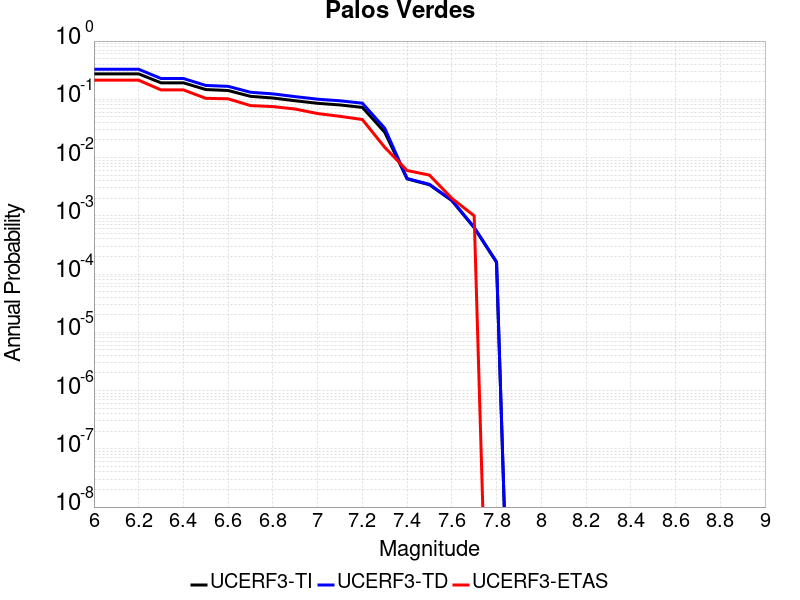 Palos Verdes
10^0
10^-1
10^-2
10^-3
10^-4
10^-5
10^-6
10^-7
10^-8
Annual Probability
6 6.2 6.4 6.6 6.8 7 7.2 7.4 7.6 7.8 8 8.2 8.4 8.6 8.8 9
Magnitude
UCERF3-TI UCERF3-TD UCERF3-ETAS